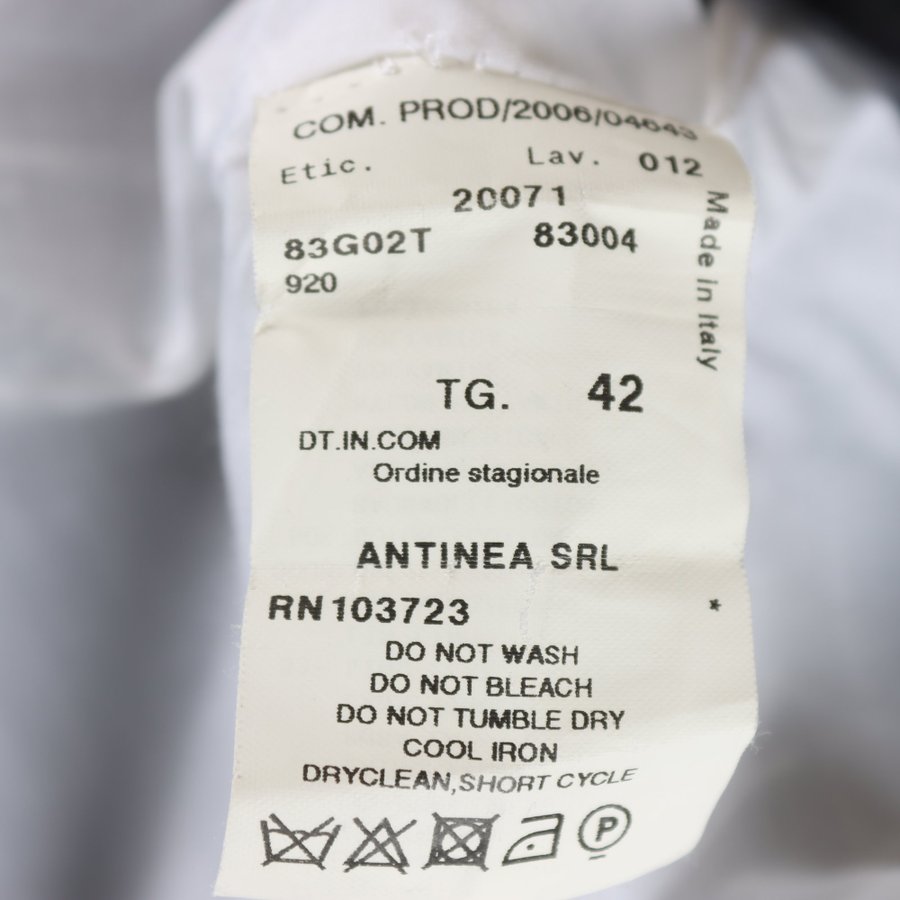 COM. PROD/2006/04643
Etic. Lav. 012
20071
83G02T 83004
920
Made in Italy
TG. 42
DT.IN.COM
Ordine stagionale
ANTINEA SRL
RN 103723 *
DO NOT WASH
DO NOT BLEACH
DO NOT TUMBLE DRY
COOL IRON
DRYCLEAN,SHORT CYCLE
P